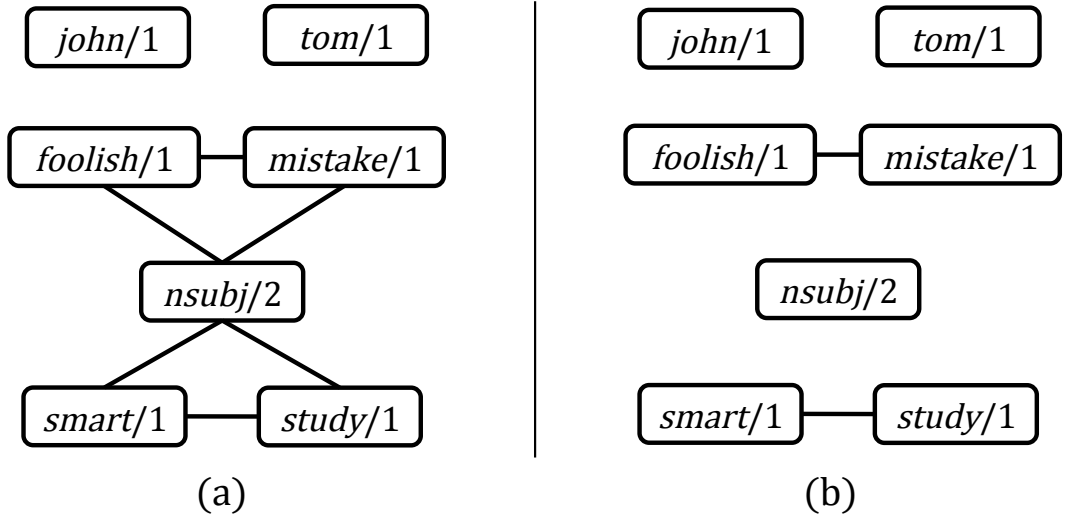 john/1
tom/1
foolish/1
mistake/1
nsubj/2
smart/1
study/1
(a)
john/1
tom/1
foolish/1
mistake/1
nsubj/2
smart/1
study/1
(b)